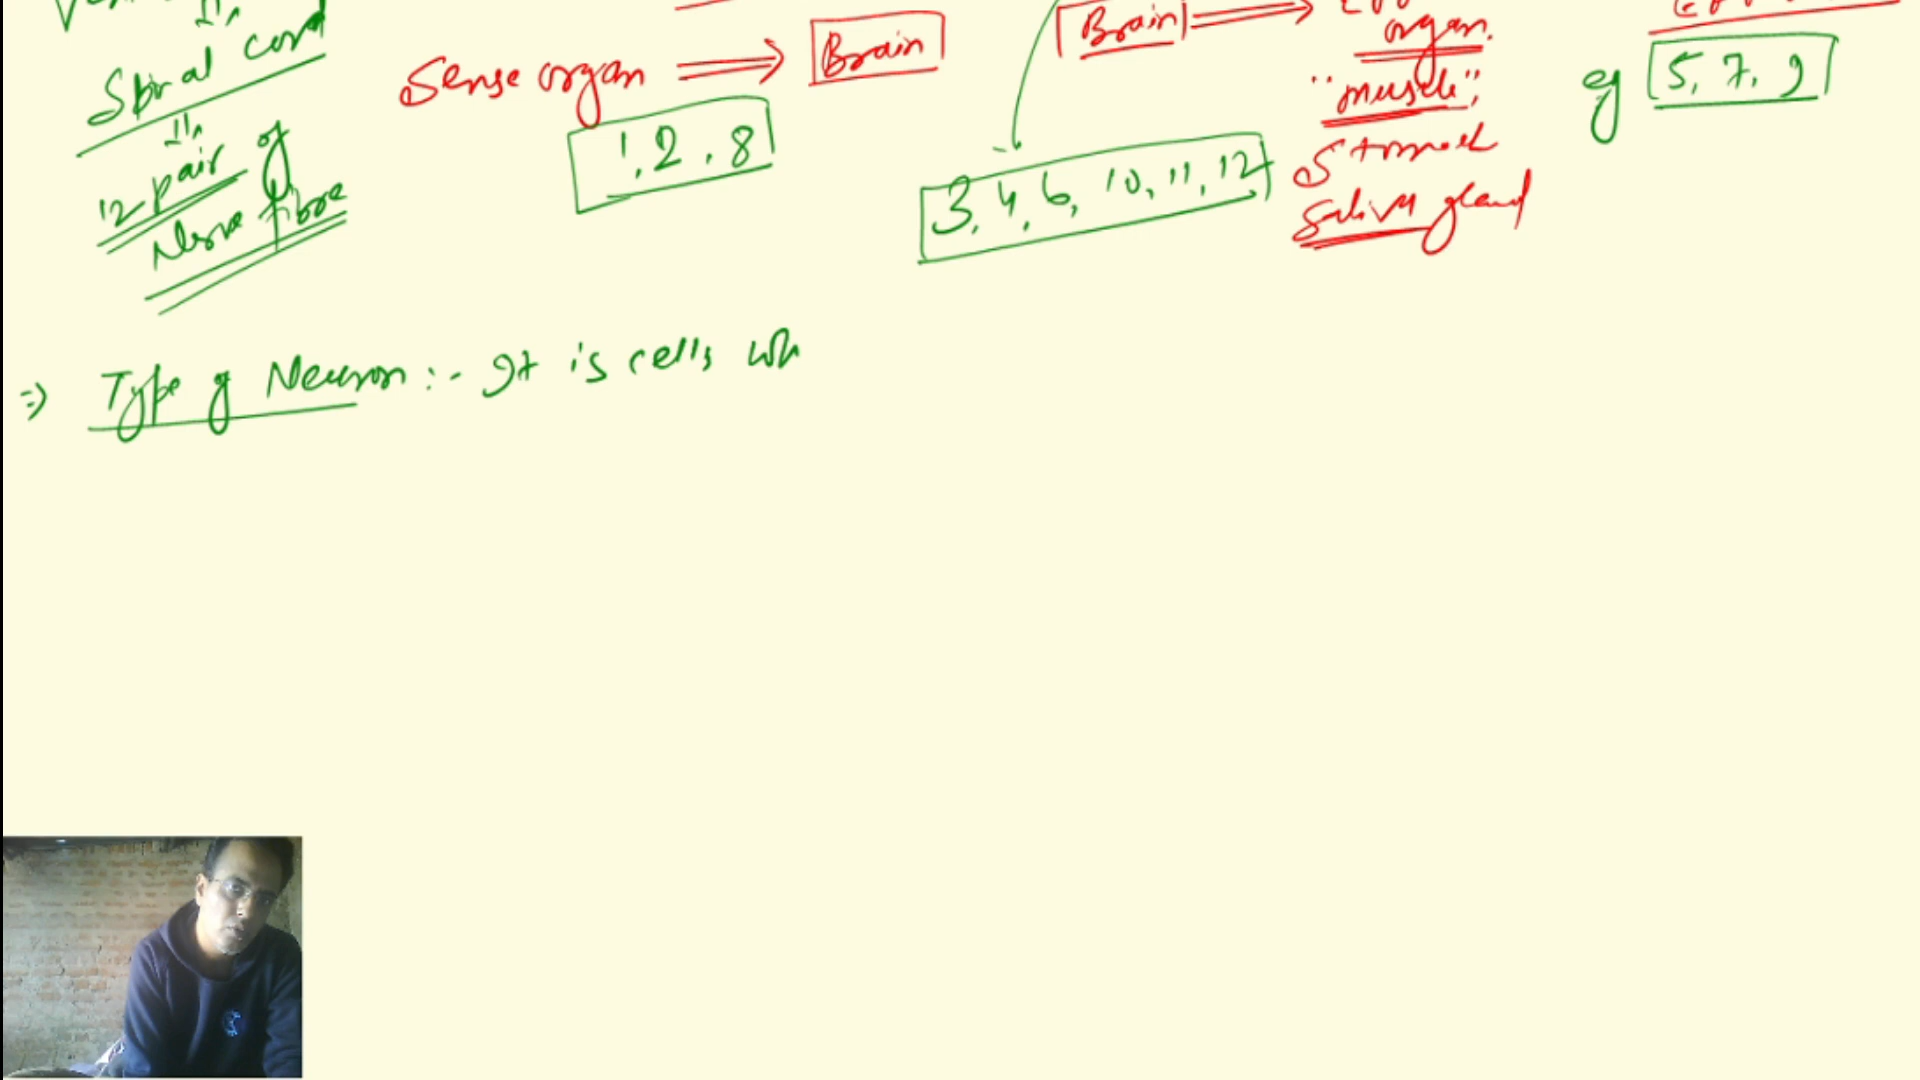 Spinal cord
12 pair of
Nerve fibre
Sense organ ⇒ Brain
1, 2, 8
Brain ⇒
organ.
"muscle",
Stomach
Saliva gland
3, 4, 6, 10, 11, 12
eg 5, 7, 9
⇒ Type of Neuron :- It is cells wh